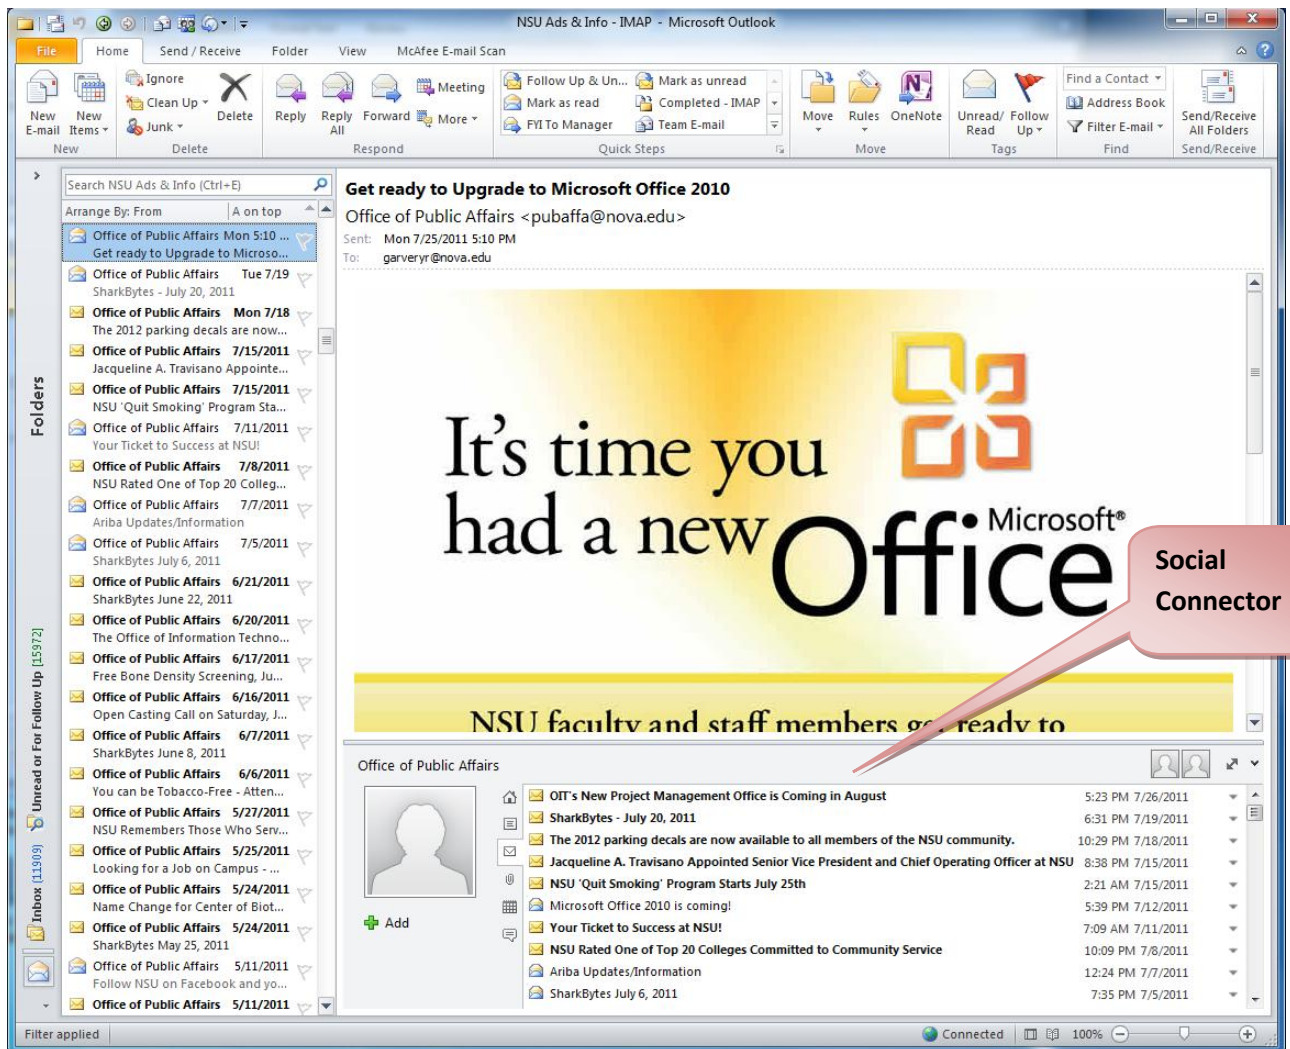 NSU Ads & Info - IMAP - Microsoft Outlook
File Home Send / Receive Folder View McAfee E-mail Scan
New E-mail
New Items
New
Ignore
Clean Up
Junk
Delete
Delete
Reply
Reply All
Forward
Meeting
More
Respond
Follow Up & Un...
Mark as read
FYI To Manager
Mark as unread
Completed - IMAP
Team E-mail
Quick Steps
Move
Rules
OneNote
Move
Unread/ Read
Follow Up
Tags
Find a Contact
Address Book
Filter E-mail
Find
Send/Receive All Folders
Send/Receive
Folders
Unread or For Follow Up [15972]
Inbox (11909)
Search NSU Ads & Info (Ctrl+E)
Arrange By: From A on top
Office of Public Affairs Mon 5:10 ...
Get ready to Upgrade to Microso...
Office of Public Affairs Tue 7/19
SharkBytes - July 20, 2011
Office of Public Affairs Mon 7/18
The 2012 parking decals are now...
Office of Public Affairs 7/15/2011
Jacqueline A. Travisano Appointe...
Office of Public Affairs 7/15/2011
NSU 'Quit Smoking' Program Sta...
Office of Public Affairs 7/11/2011
Your Ticket to Success at NSU!
Office of Public Affairs 7/8/2011
NSU Rated One of Top 20 Colleg...
Office of Public Affairs 7/7/2011
Ariba Updates/Information
Office of Public Affairs 7/5/2011
SharkBytes July 6, 2011
Office of Public Affairs 6/21/2011
SharkBytes June 22, 2011
Office of Public Affairs 6/20/2011
The Office of Information Techno...
Office of Public Affairs 6/17/2011
Free Bone Density Screening, Ju...
Office of Public Affairs 6/16/2011
Open Casting Call on Saturday, J...
Office of Public Affairs 6/7/2011
SharkBytes June 8, 2011
Office of Public Affairs 6/6/2011
You can be Tobacco-Free - Atten...
Office of Public Affairs 5/27/2011
NSU Remembers Those Who Serv...
Office of Public Affairs 5/25/2011
Looking for a Job on Campus - ...
Office of Public Affairs 5/24/2011
Name Change for Center of Biot...
Office of Public Affairs 5/24/2011
SharkBytes May 25, 2011
Office of Public Affairs 5/11/2011
Follow NSU on Facebook and yo...
Office of Public Affairs 5/11/2011
Get ready to Upgrade to Microsoft Office 2010
Office of Public Affairs <pubaffa@nova.edu>
Sent: Mon 7/25/2011 5:10 PM
To: garveryr@nova.edu
It's time you
had a new
Microsoft®
Office
Social
Connector
NSU faculty and staff members get ready to
Office of Public Affairs
Add
OIT's New Project Management Office is Coming in August 5:23 PM 7/26/2011
SharkBytes - July 20, 2011 6:31 PM 7/19/2011
The 2012 parking decals are now available to all members of the NSU community. 10:29 PM 7/18/2011
Jacqueline A. Travisano Appointed Senior Vice President and Chief Operating Officer at NSU 8:38 PM 7/15/2011
NSU 'Quit Smoking' Program Starts July 25th 2:21 AM 7/15/2011
Microsoft Office 2010 is coming! 5:39 PM 7/12/2011
Your Ticket to Success at NSU! 7:09 AM 7/11/2011
NSU Rated One of Top 20 Colleges Committed to Community Service 10:09 PM 7/8/2011
Ariba Updates/Information 12:24 PM 7/7/2011
SharkBytes July 6, 2011 7:35 PM 7/5/2011
Filter applied
Connected 100%